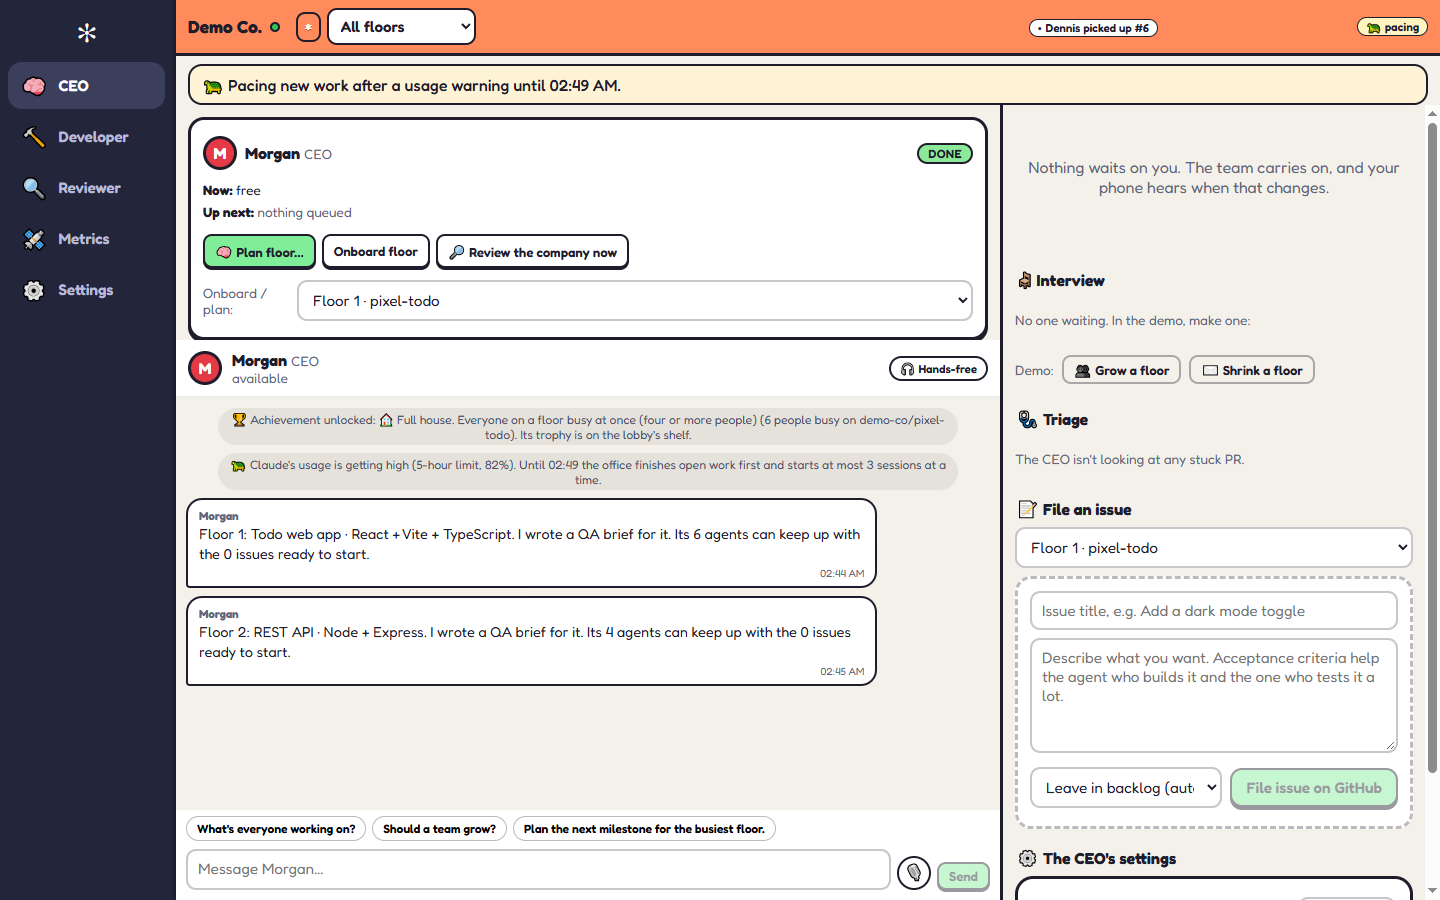 Demo Co.
All floors
• Dennis picked up #6
pacing
CEO
Developer
Reviewer
Metrics
Settings
Pacing new work after a usage warning until 02:49 AM.
M
Morgan CEO
DONE
Now: free
Up next: nothing queued
Plan floor...
Onboard floor
Review the company now
Onboard / plan:
Floor 1 · pixel-todo
M
Morgan CEO
available
Hands-free
Achievement unlocked: Full house. Everyone on a floor busy at once (four or more people) (6 people busy on demo-co/pixel-
todo). Its trophy is on the lobby's shelf.
Claude's usage is getting high (5-hour limit, 82%). Until 02:49 the office finishes open work first and starts at most 3 sessions at a
time.
Morgan
Floor 1: Todo web app · React + Vite + TypeScript. I wrote a QA brief for it. Its 6 agents can keep up with
the 0 issues ready to start.
02:44 AM
Morgan
Floor 2: REST API · Node + Express. I wrote a QA brief for it. Its 4 agents can keep up with the 0 issues
ready to start.
02:45 AM
What's everyone working on?
Should a team grow?
Plan the next milestone for the busiest floor.
Message Morgan...
Send
Nothing waits on you. The team carries on, and your
phone hears when that changes.
Interview
No one waiting. In the demo, make one:
Demo:
Grow a floor
Shrink a floor
Triage
The CEO isn't looking at any stuck PR.
File an issue
Floor 1 · pixel-todo
Issue title, e.g. Add a dark mode toggle
Describe what you want. Acceptance criteria help
the agent who builds it and the one who tests it a
lot.
Leave in backlog (auto
File issue on GitHub
The CEO's settings